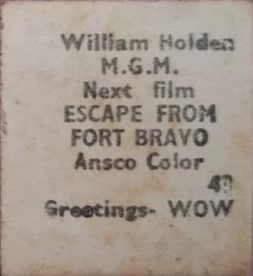 William Holden
M.G.M.
Next film
ESCAPE FROM
FORT BRAVO
Ansco Color
Greetings- WOW